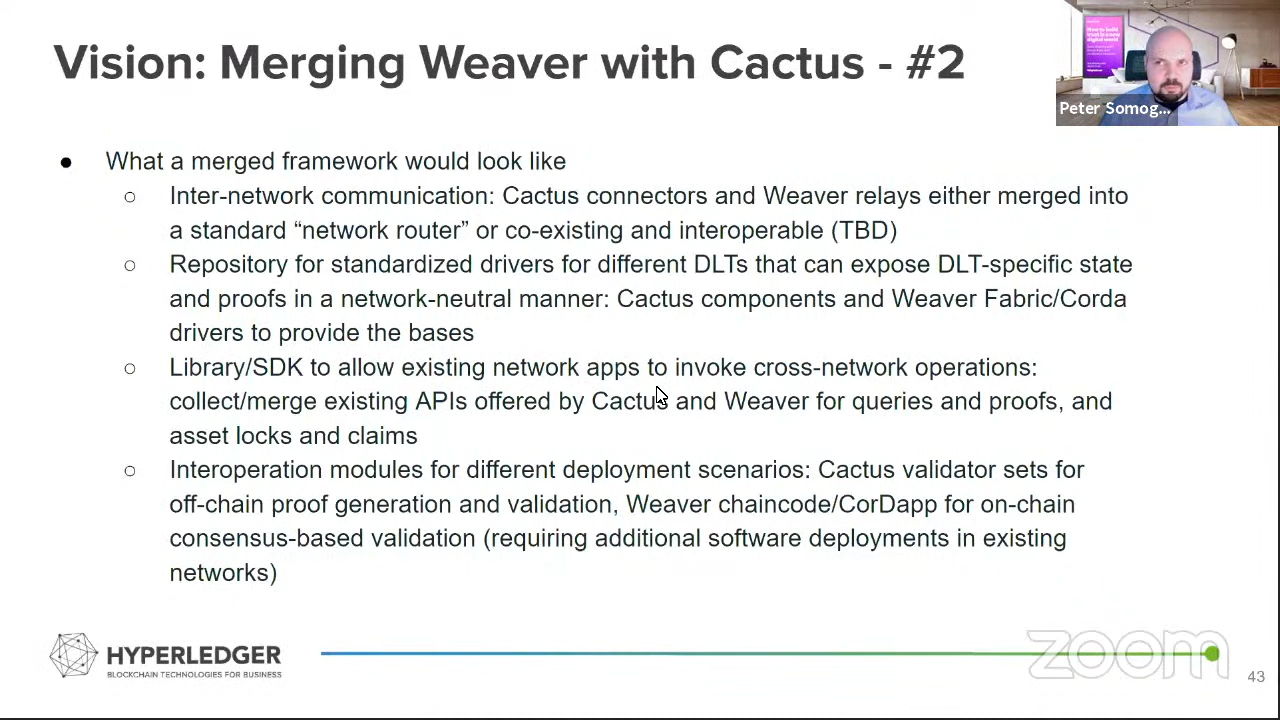 Vision: Merging Weaver with Cactus - #2
Peter Somog...
● What a merged framework would look like
○ Inter-network communication: Cactus connectors and Weaver relays either merged into
a standard “network router” or co-existing and interoperable (TBD)
○ Repository for standardized drivers for different DLTs that can expose DLT-specific state
and proofs in a network-neutral manner: Cactus components and Weaver Fabric/Corda
drivers to provide the bases
○ Library/SDK to allow existing network apps to invoke cross-network operations:
collect/merge existing APIs offered by Cactus and Weaver for queries and proofs, and
asset locks and claims
○ Interoperation modules for different deployment scenarios: Cactus validator sets for
off-chain proof generation and validation, Weaver chaincode/CorDapp for on-chain
consensus-based validation (requiring additional software deployments in existing
networks)
HYPERLEDGER
BLOCKCHAIN TECHNOLOGIES FOR BUSINESS
zoom
43